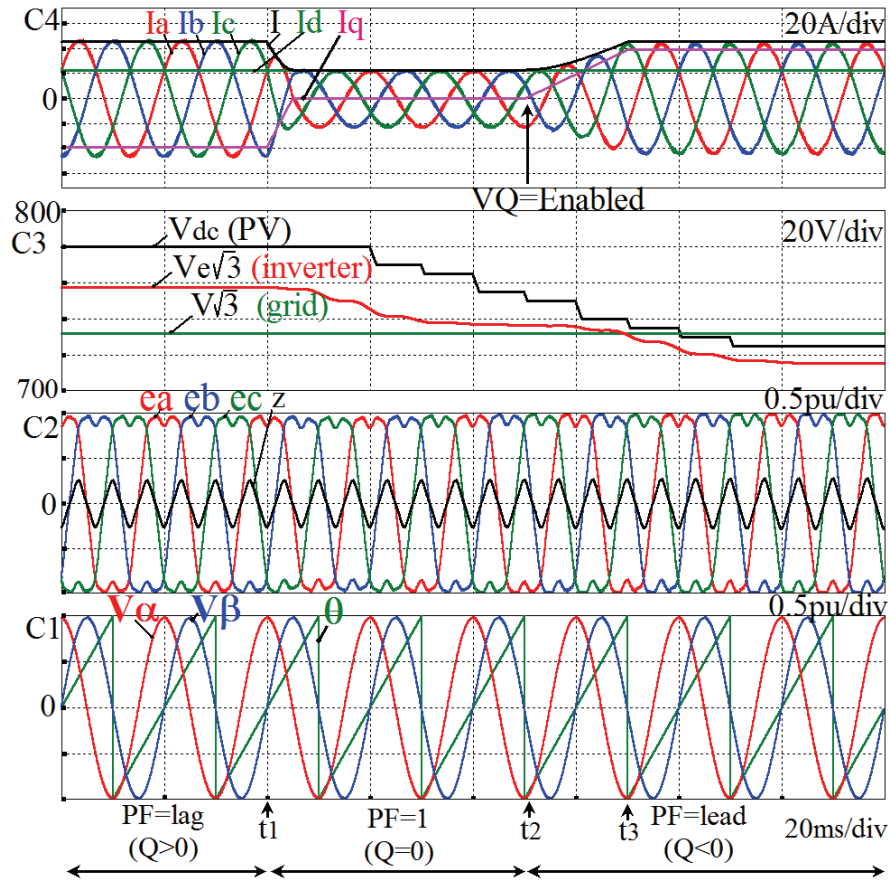 C4 Ia Ib Ic I Id Iq 20A/div
0
VQ=Enabled
800
C3 Vdc (PV) 20V/div
Ve√3 (inverter)
V√3 (grid)
700
ea eb ec z 0.5pu/div
C2
0
Vα Vβ θ 0.5pu/div
C1
0
PF=lag t1 PF=1 t2 t3 PF=lead 20ms/div
(Q>0) (Q=0) (Q<0)